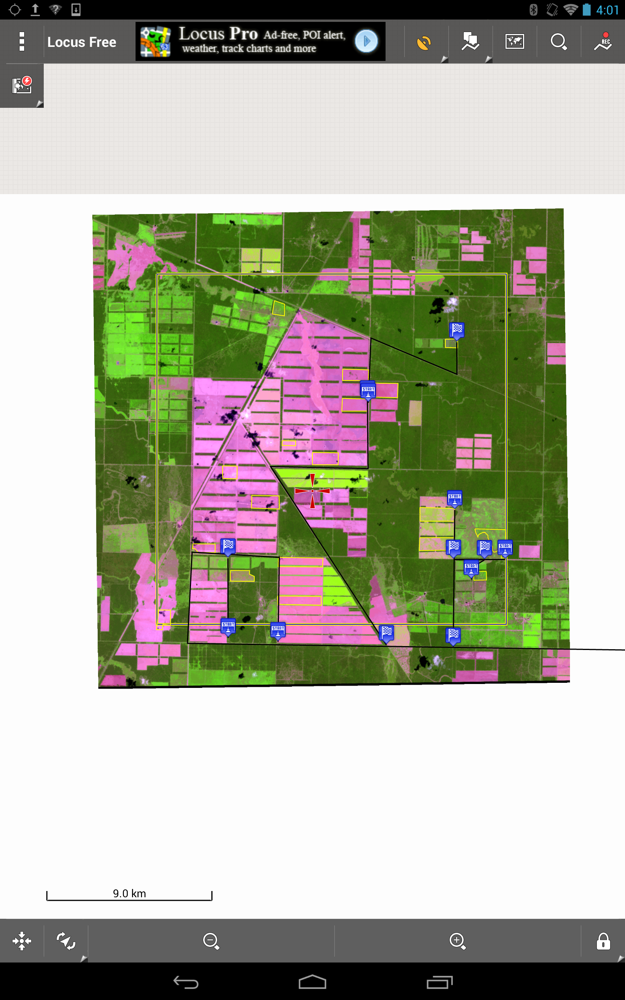 4:01
Locus Free
Locus Pro Ad-free, POI alert,
weather, track charts and more
63
REC
START
START
START
START
START
START
9.0 km